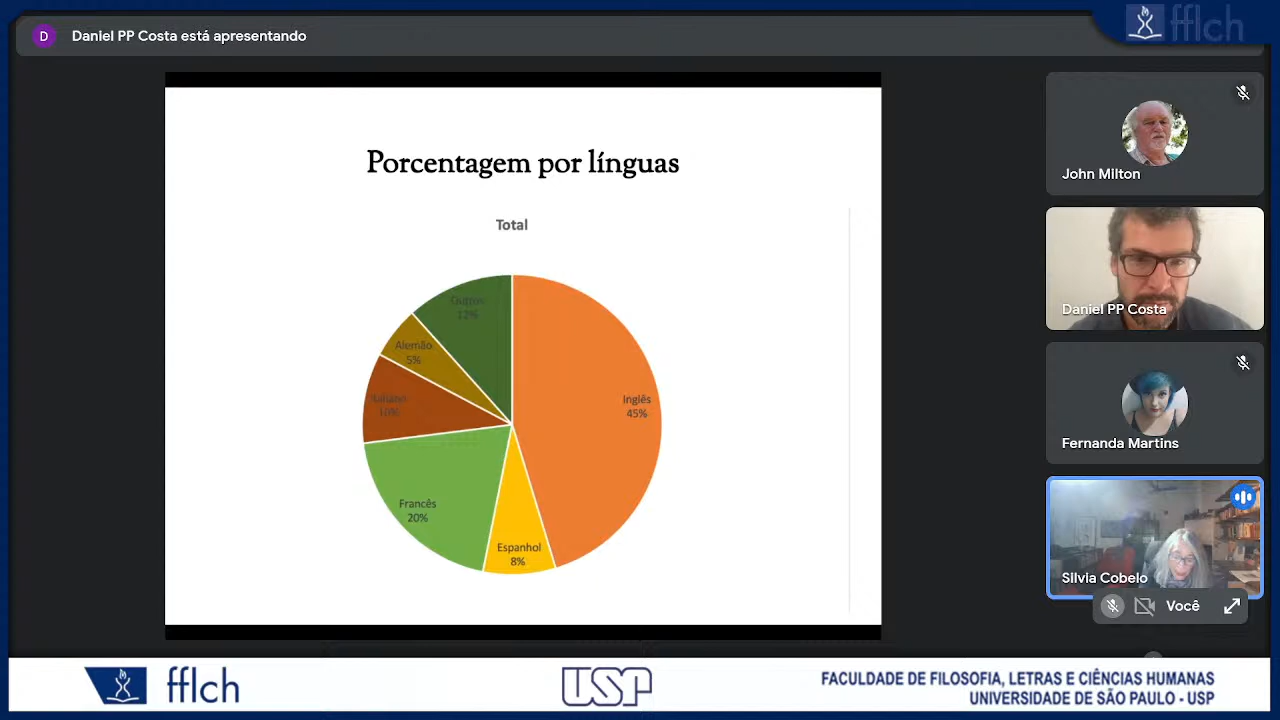 fflch
D
Daniel PP Costa está apresentando
Porcentagem por línguas
Total
Outros
12%
Alemão
5%
Italiano
10%
Inglês
45%
Francês
20%
Espanhol
8%
John Milton
Daniel PP Costa
Fernanda Martins
Silvia Cobelo
Você
fflch
USP
FACULDADE DE FILOSOFIA, LETRAS E CIÊNCIAS HUMANAS
UNIVERSIDADE DE SÃO PAULO - USP